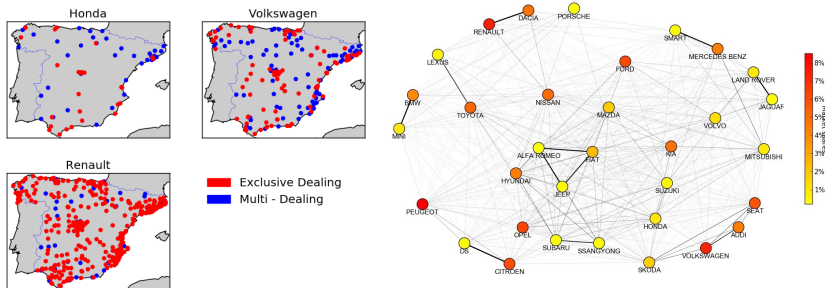 Honda
Volkswagen
Renault
Exclusive Dealing
Multi - Dealing
DACIA
PORSCHE
RENAULT
SMART
MERCEDES BENZ
LEXUS
FORD
LAND ROVER
BMW
TOYOTA
NISSAN
MAZDA
JAGUAR
VOLVO
MINI
ALFA ROMEO
FIAT
KIA
MITSUBISHI
HYUNDAI
JEEP
SUZUKI
PEUGEOT
SEAT
OPEL
HONDA
AUDI
DS
SUBARU
SSANGYONG
VOLKSWAGEN
CITROEN
SKODA
8%
7%
6%
5%
4%
3%
2%
1%